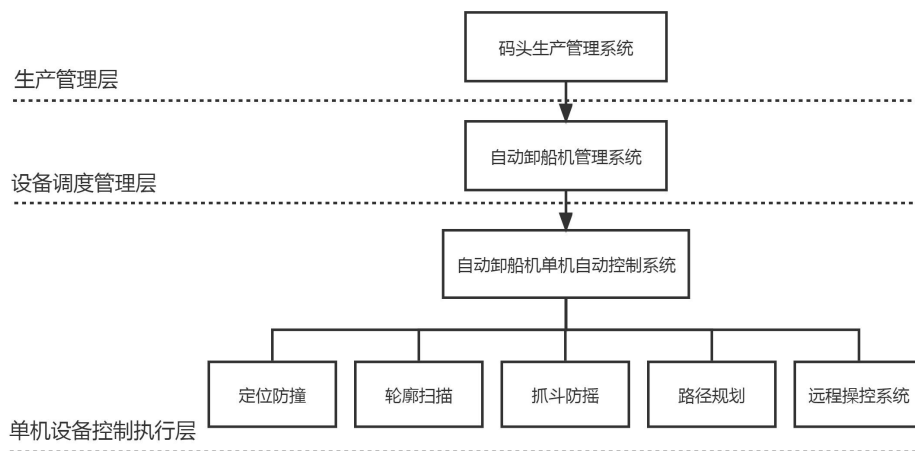 码头生产管理系统
生产管理层
自动卸船机管理系统
设备调度管理层
自动卸船机单机自动控制系统
定位防撞
轮廓扫描
抓斗防摇
路径规划
远程操控系统
单机设备控制执行层